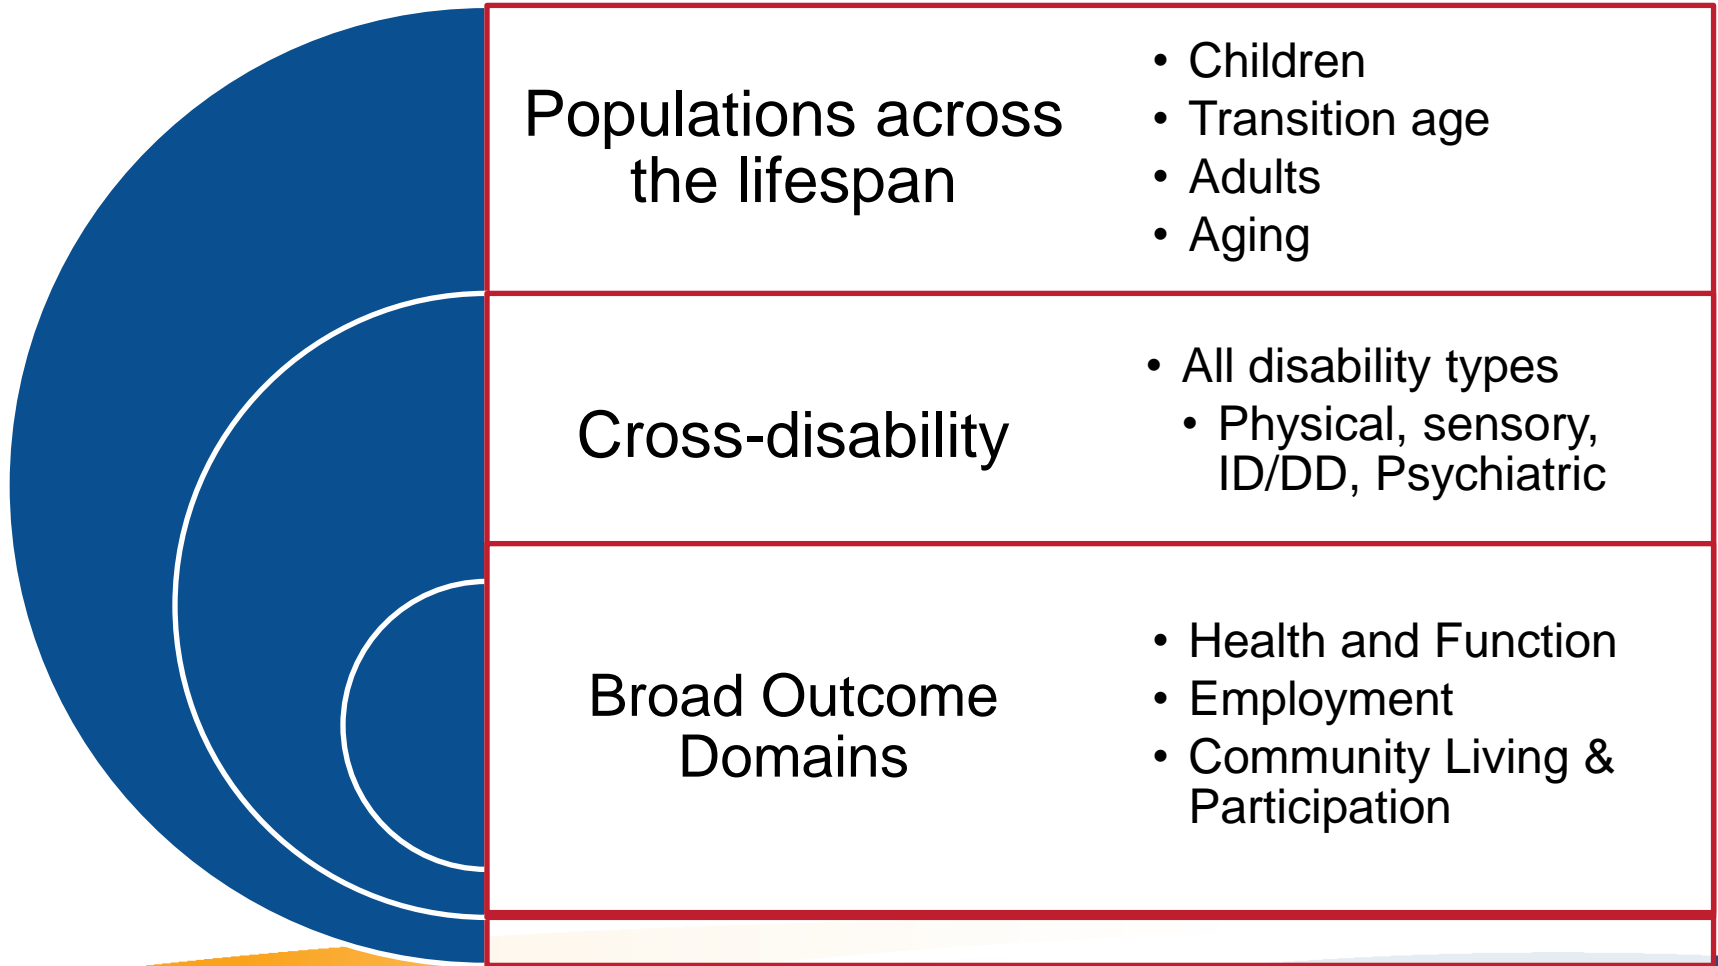 Populations across
the lifespan
• Children
• Transition age
• Adults
• Aging
Cross-disability
• All disability types
• Physical, sensory,
ID/DD, Psychiatric
Broad Outcome
Domains
• Health and Function
• Employment
• Community Living &
Participation